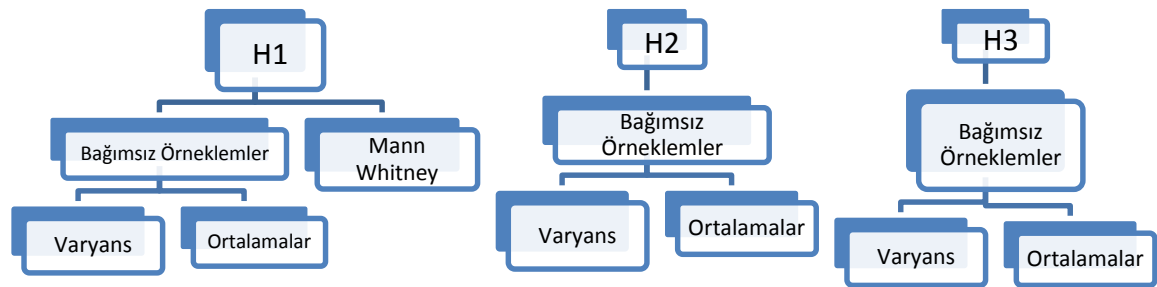 H1
Bağımsız Örneklemler
Mann
Whitney
Varyans
Ortalamalar
H2
Bağımsız
Örneklemler
Varyans
Ortalamalar
H3
Bağımsız
Örneklemler
Varyans
Ortalamalar